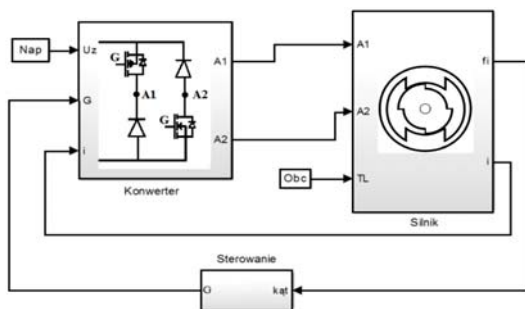 Nap
Uz
G
i
G
A1
A2
G
A1
A2
Konwerter
A1
A2
TL
fi
i
Obc
Silnik
Sterowanie
G
kąt